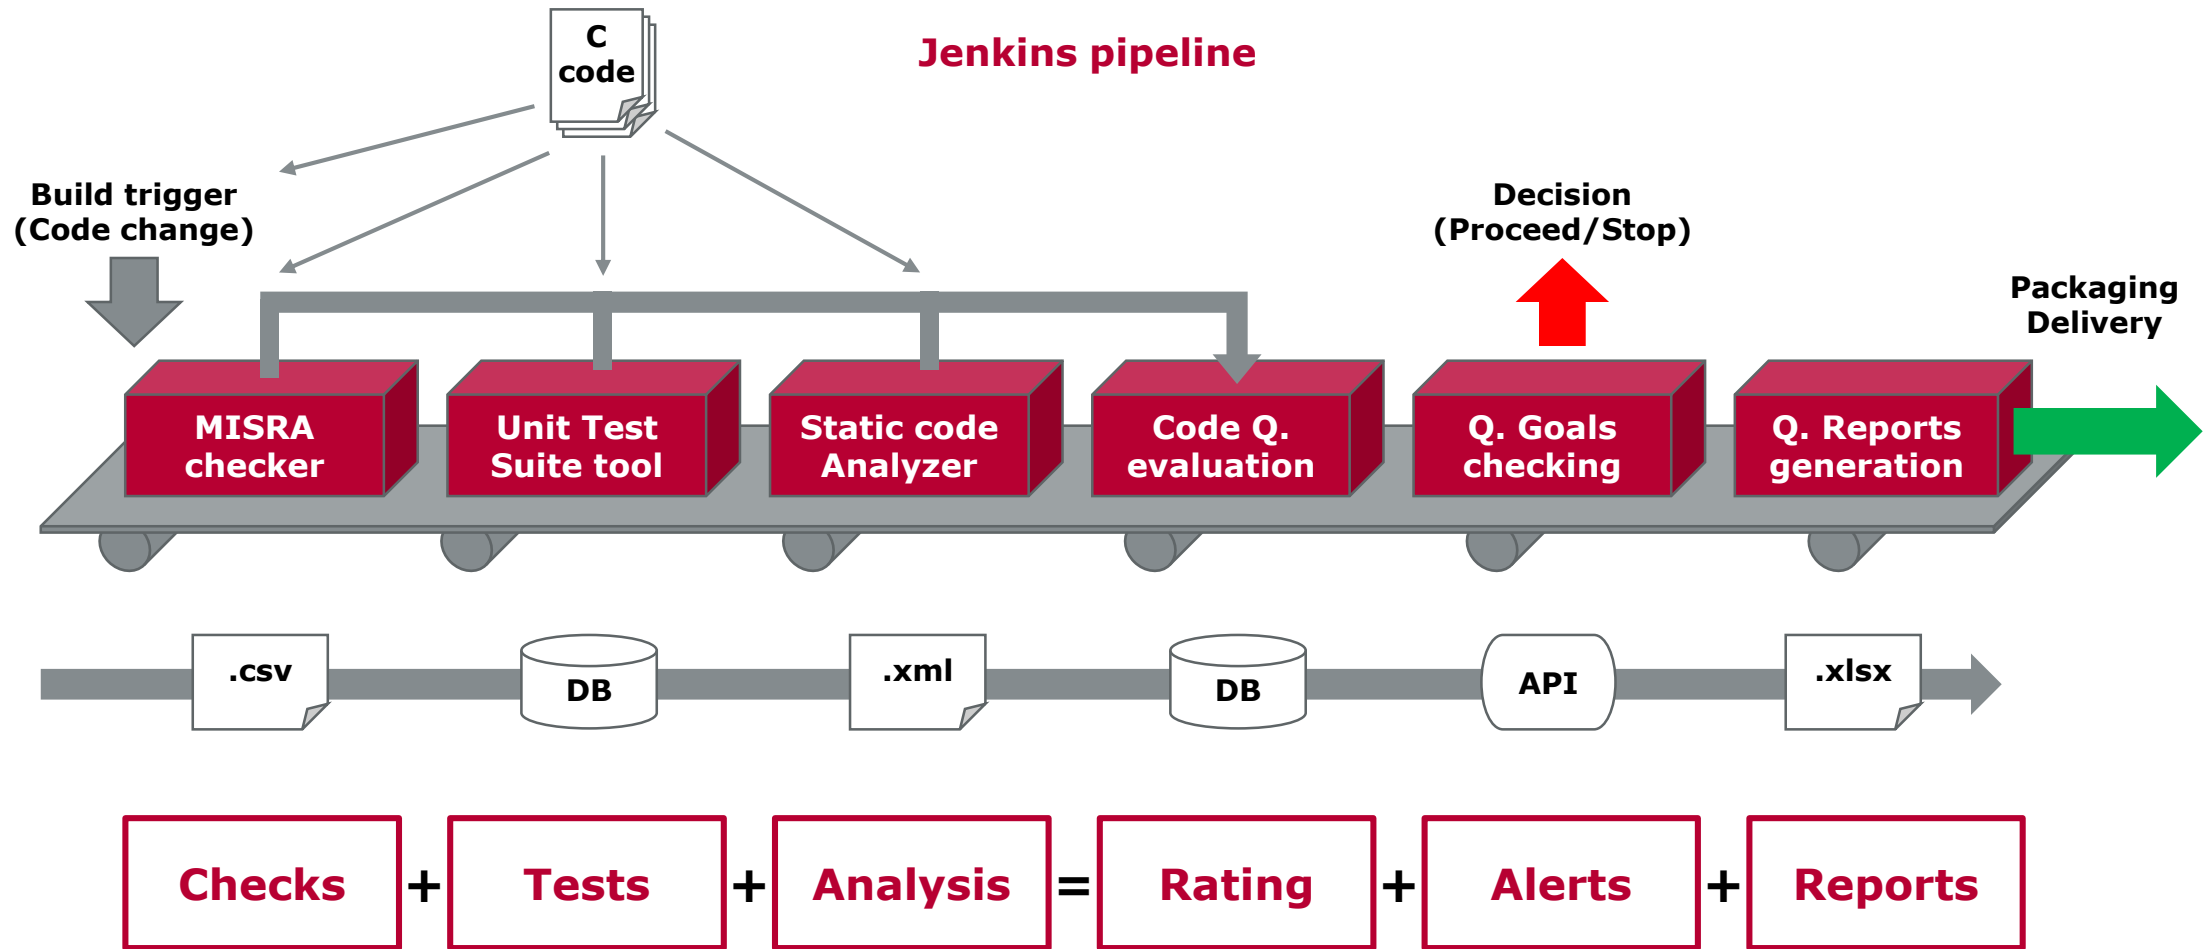 C
code
Jenkins pipeline
Build trigger
(Code change)
Decision
(Proceed/Stop)
Packaging
Delivery
MISRA
checker
Unit Test
Suite tool
Static code
Analyzer
Code Q.
evaluation
Q. Goals
checking
Q. Reports
generation
.csv
DB
.xml
DB
API
.xlsx
Checks + Tests + Analysis = Rating + Alerts + Reports